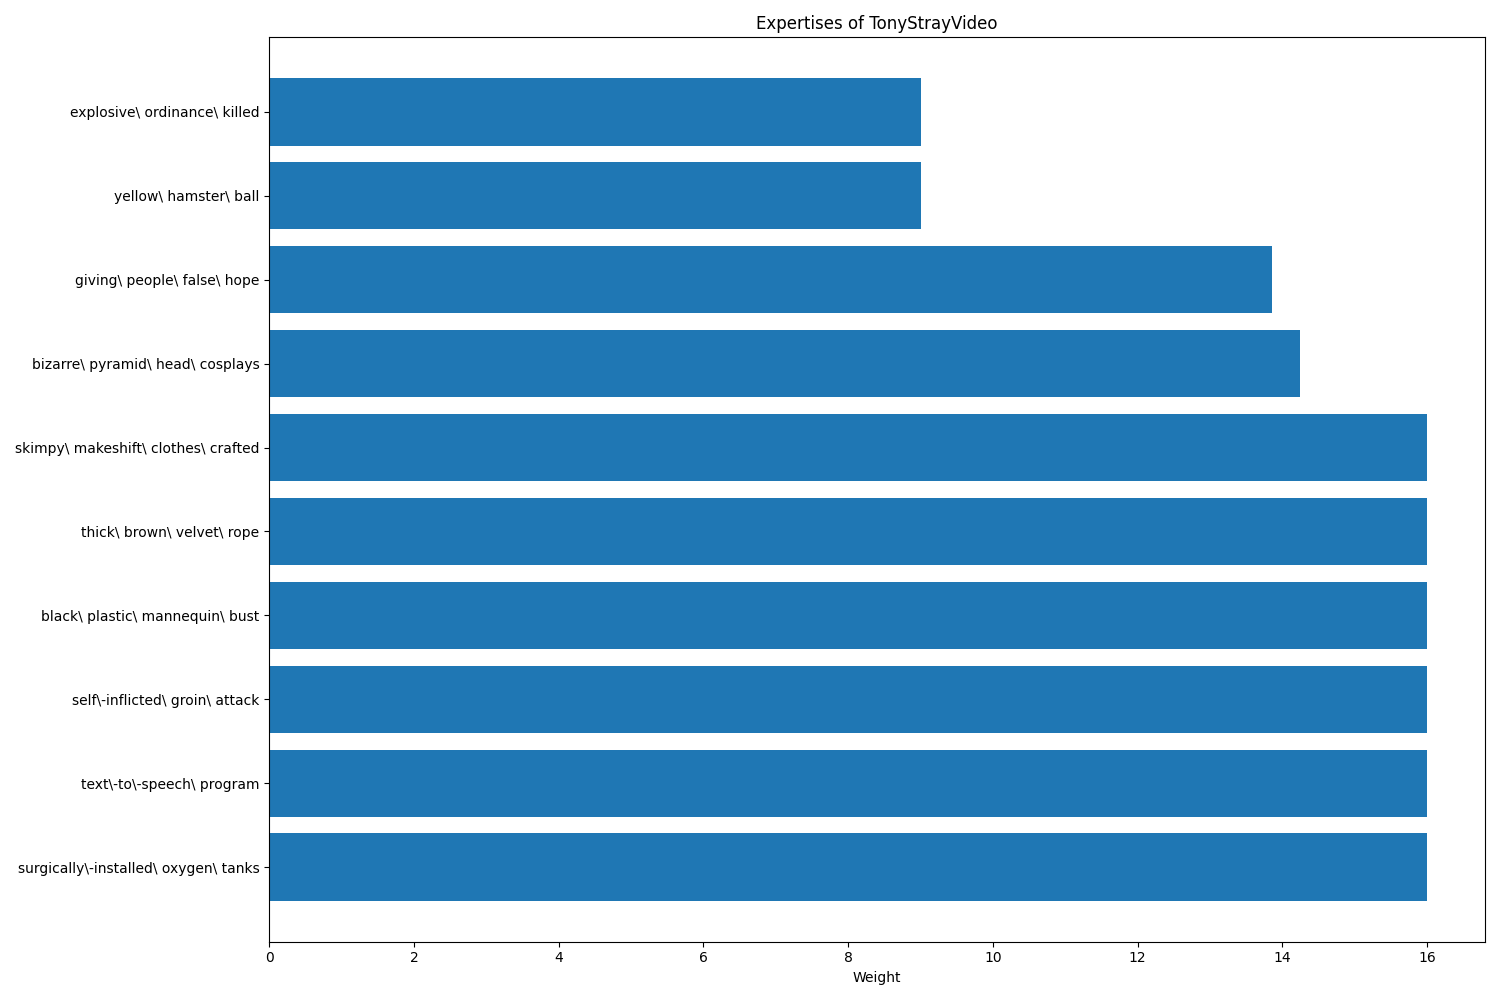 Expertises of TonyStrayVideo
explosive\ ordinance\ killed
yellow\ hamster\ ball
giving\ people\ false\ hope
bizarre\ pyramid\ head\ cosplays
skimpy\ makeshift\ clothes\ crafted
thick\ brown\ velvet\ rope
black\ plastic\ mannequin\ bust
self\-inflicted\ groin\ attack
text\-to\-speech\ program
surgically\-installed\ oxygen\ tanks
0 2 4 6 8 10 12 14 16
Weight